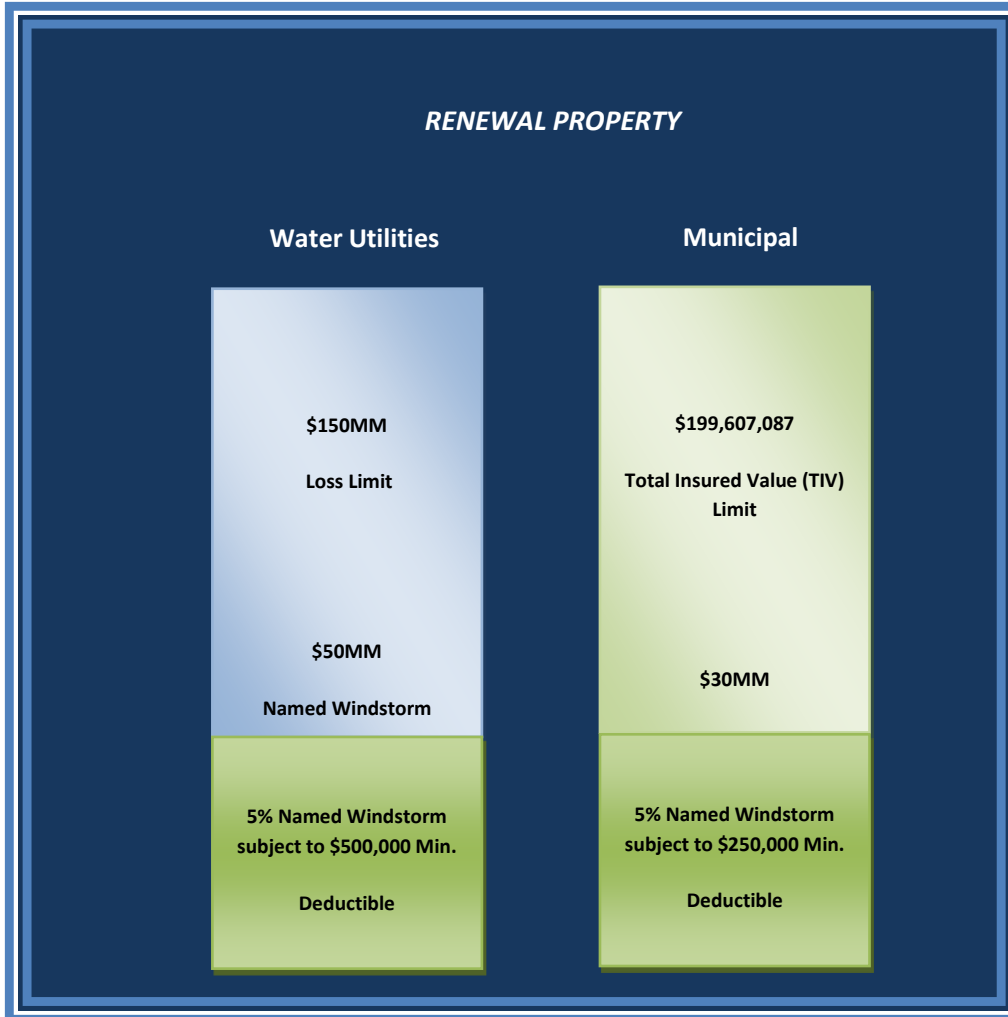 RENEWAL PROPERTY
Water Utilities
$150MM
Loss Limit
$50MM
Named Windstorm
5% Named Windstorm
subject to $500,000 Min.
Deductible
Municipal
$199,607,087
Total Insured Value (TIV)
Limit
$30MM
5% Named Windstorm
subject to $250,000 Min.
Deductible